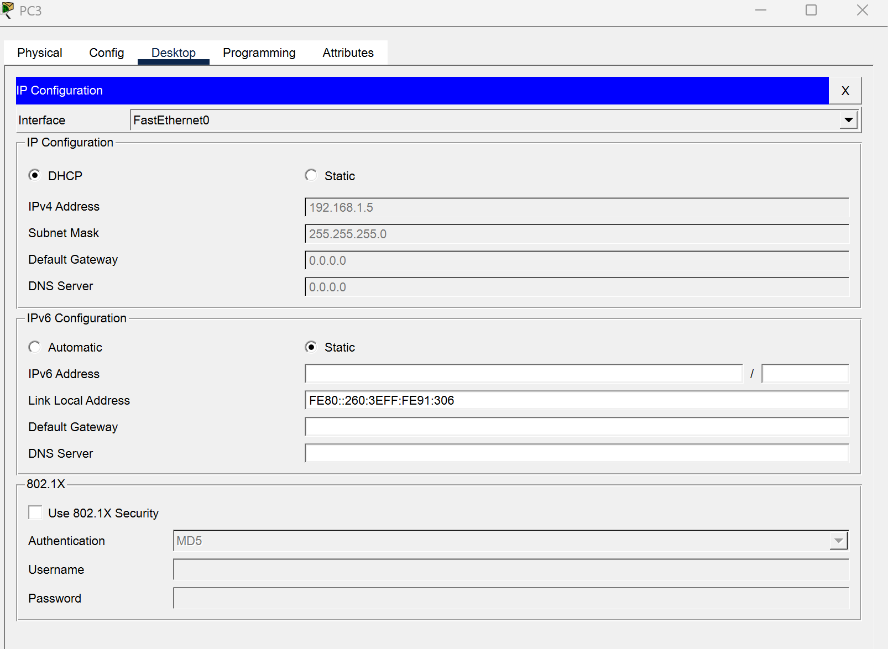 PC3
Physical Config Desktop Programming Attributes
IP Configuration X
Interface FastEthernet0
IP Configuration
DHCP Static
IPv4 Address 192.168.1.5
Subnet Mask 255.255.255.0
Default Gateway 0.0.0.0
DNS Server 0.0.0.0
IPv6 Configuration
Automatic Static
IPv6 Address /
Link Local Address FE80::260:3EFF:FE91:306
Default Gateway
DNS Server
802.1X
Use 802.1X Security
Authentication MD5
Username
Password